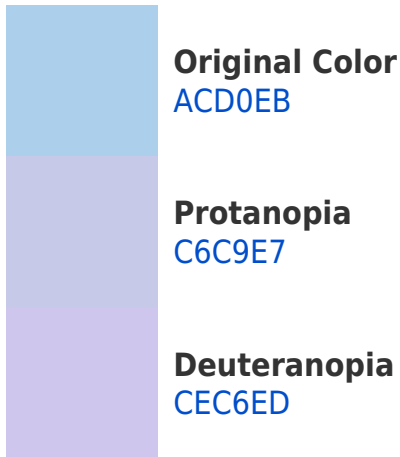 Original Color
ACD0EB
Protanopia
C6C9E7
Deuteranopia
CEC6ED